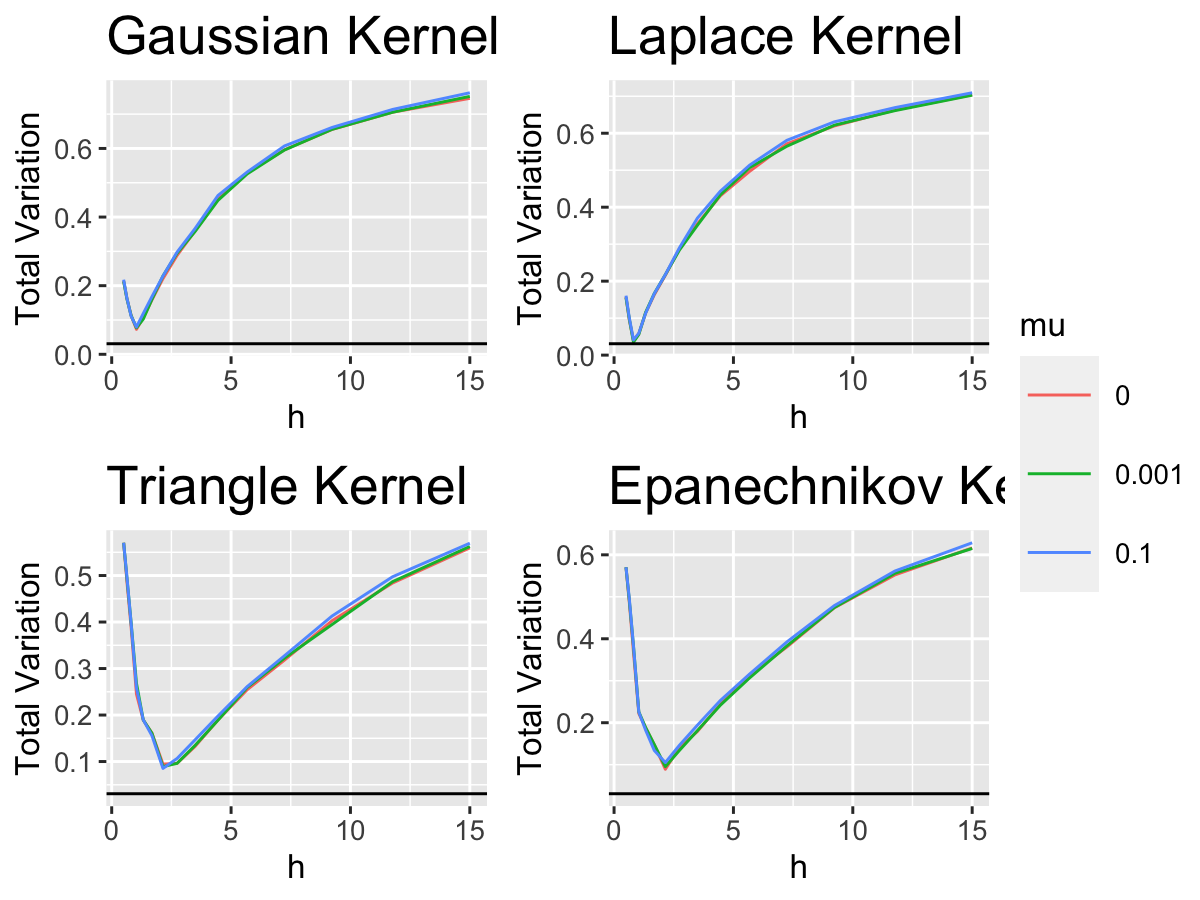 Gaussian Kernel
Total Variation
0.6
0.4
0.2
0.0
0 5 10 15
h
Laplace Kernel
Total Variation
0.6
0.4
0.2
0.0
0 5 10 15
h
Triangle Kernel
Total Variation
0.5
0.4
0.3
0.2
0.1
0 5 10 15
h
Epanechnikov Ke
Total Variation
0.6
0.4
0.2
0 5 10 15
h
mu
0
0.001
0.1